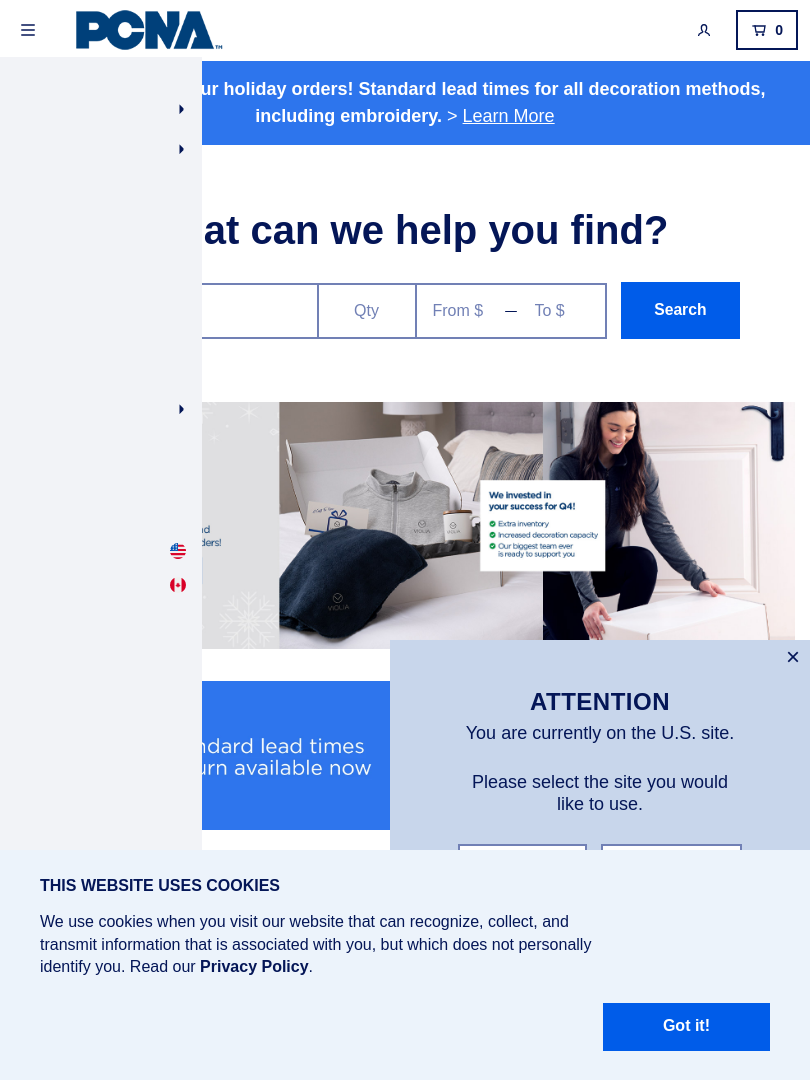 PCNA™
0
ur holiday orders! Standard lead times for all decoration methods,
including embroidery. > Learn More
at can we help you find?
Qty
From $ — To $
Search
We invested in
your success for Q4!
Extra inventory
Increased decoration capacity
Our biggest team ever
is ready to support you
VIOLIA
ndard lead times
urn available now
×
ATTENTION
You are currently on the U.S. site.
Please select the site you would
like to use.
THIS WEBSITE USES COOKIES
We use cookies when you visit our website that can recognize, collect, and
transmit information that is associated with you, but which does not personally
identify you. Read our Privacy Policy.
Got it!